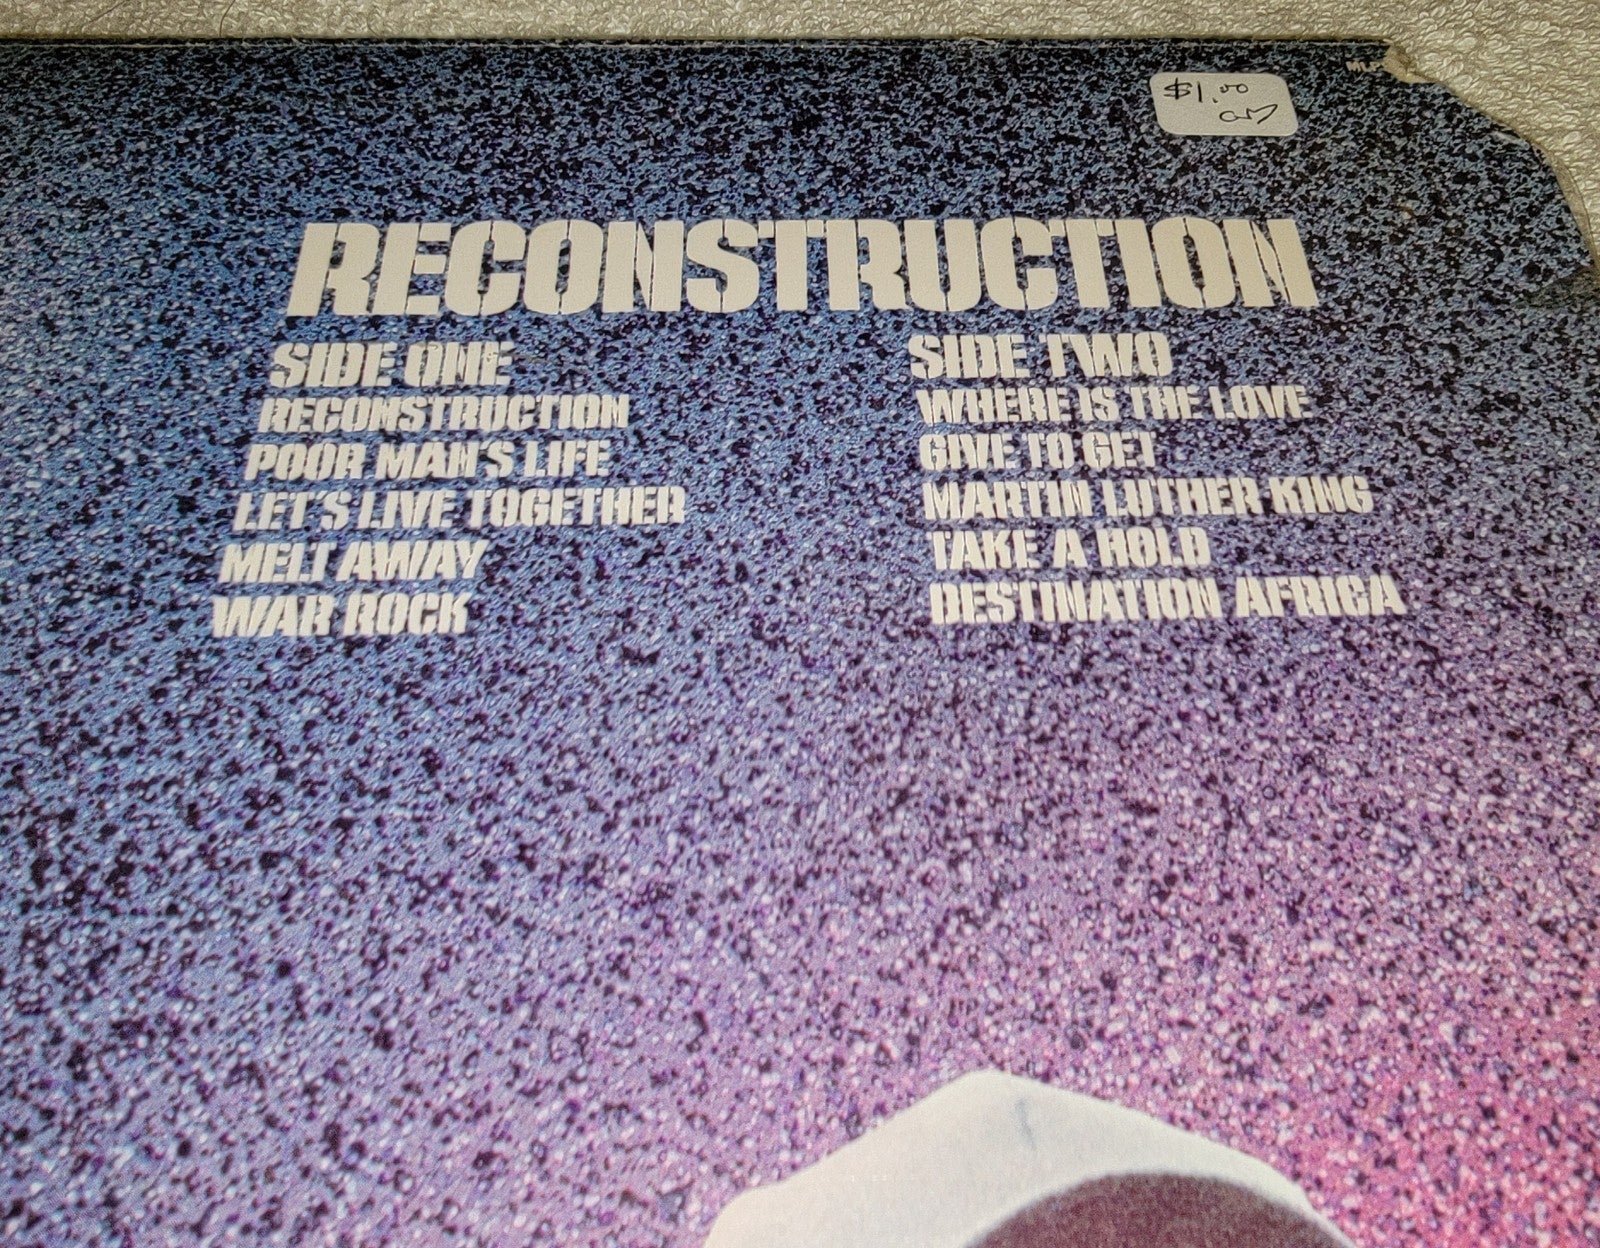 $1.00
RECONSTRUCTION
SIDE ONE
RECONSTRUCTION
POOR MAN'S LIFE
LET'S LIVE TOGETHER
MELT AWAY
WAR ROCK
SIDE TWO
WHERE IS THE LOVE
GIVE TO GET
MARTIN LUTHER KING
TAKE A HOLD
DESTINATION AFRICA